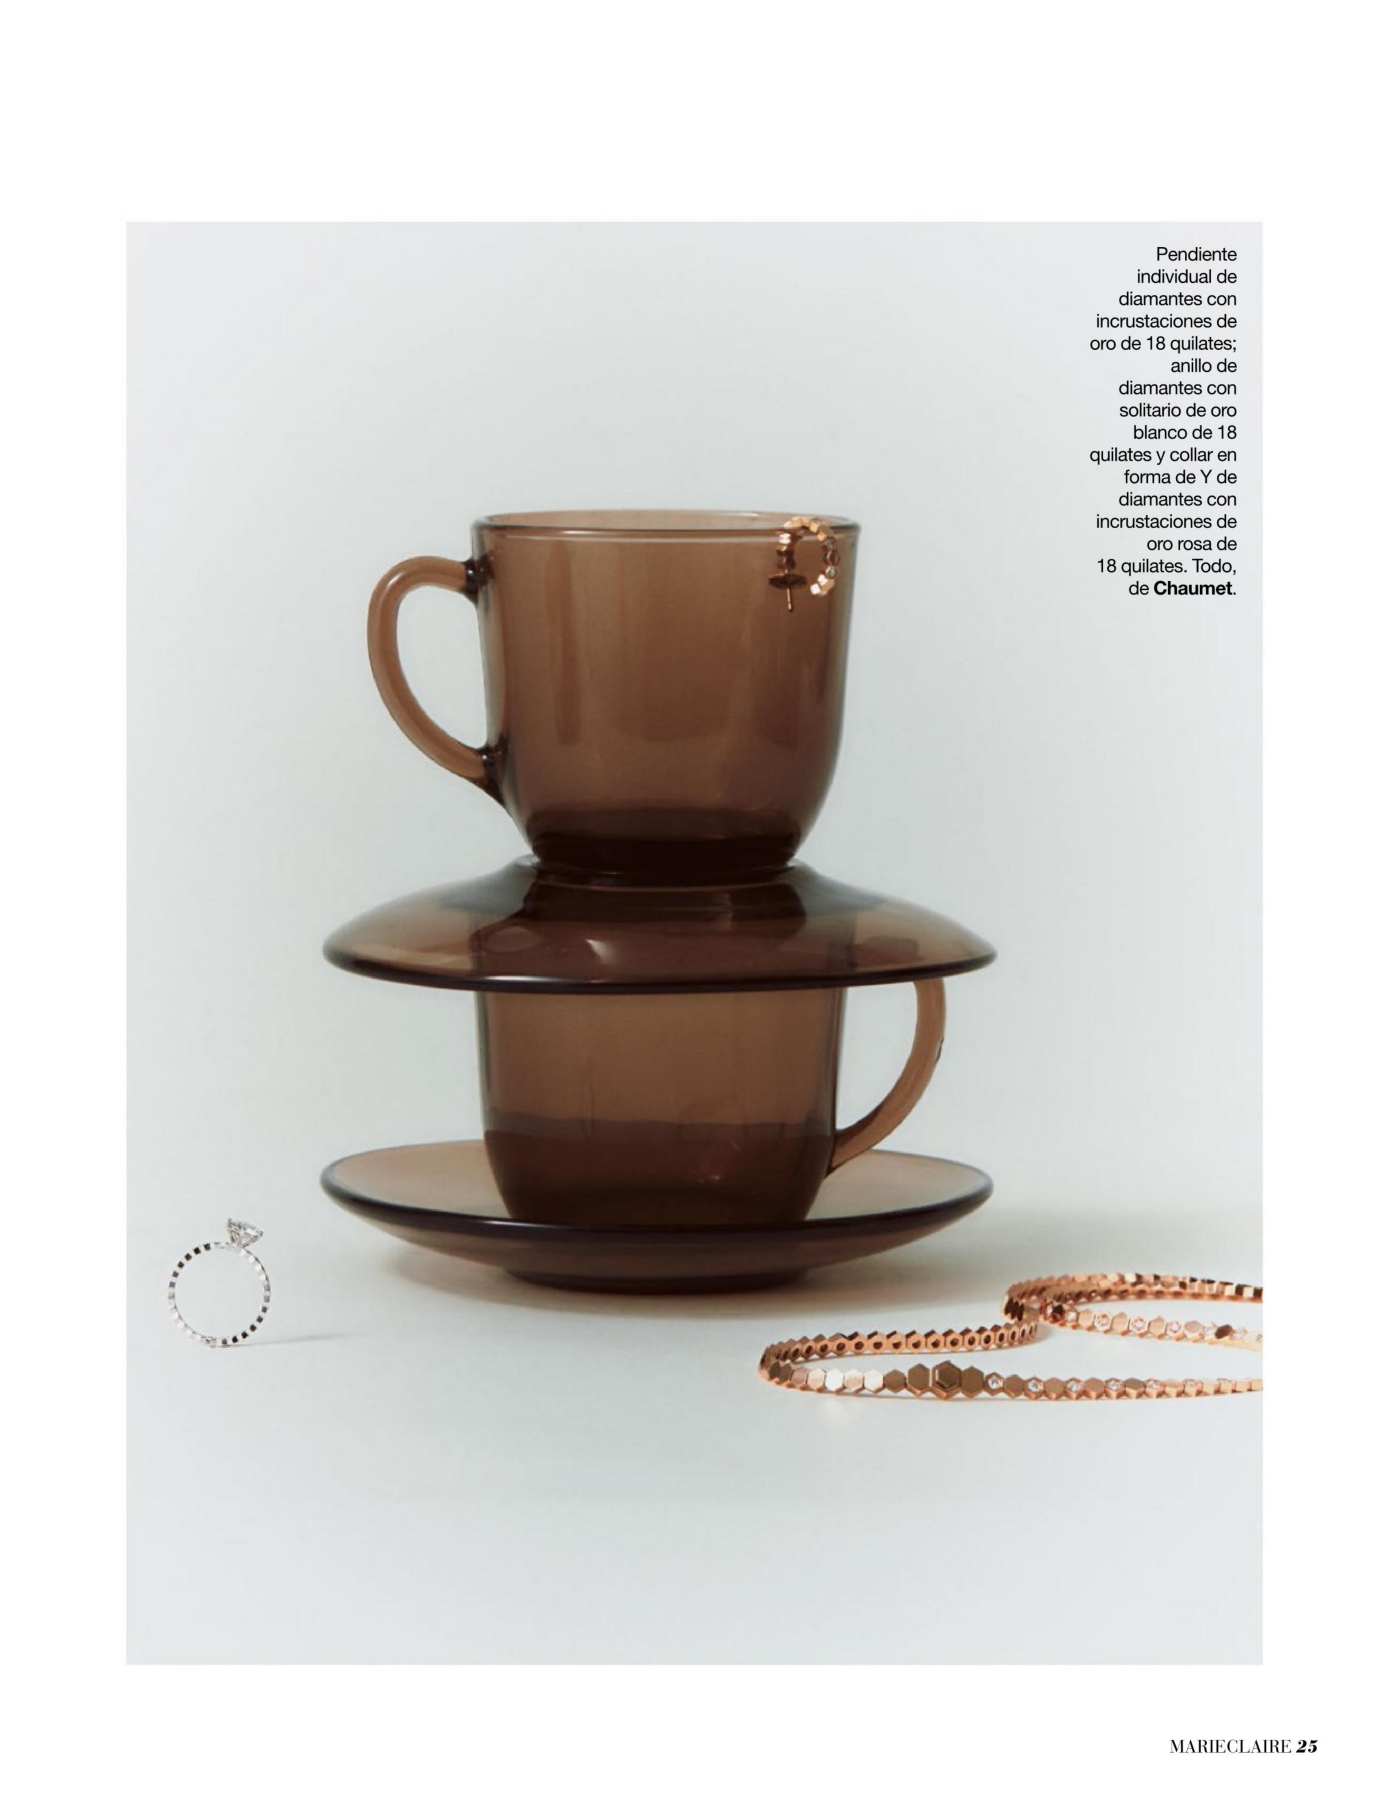 Pendiente
individual de
diamantes con
incrustaciones de
oro de 18 quilates;
anillo de
diamantes con
solitario de oro
blanco de 18
quilates y collar en
forma de Y de
diamantes con
incrustaciones de
oro rosa de
18 quilates. Todo,
de Chaumet.
MARIECLAIRE 25